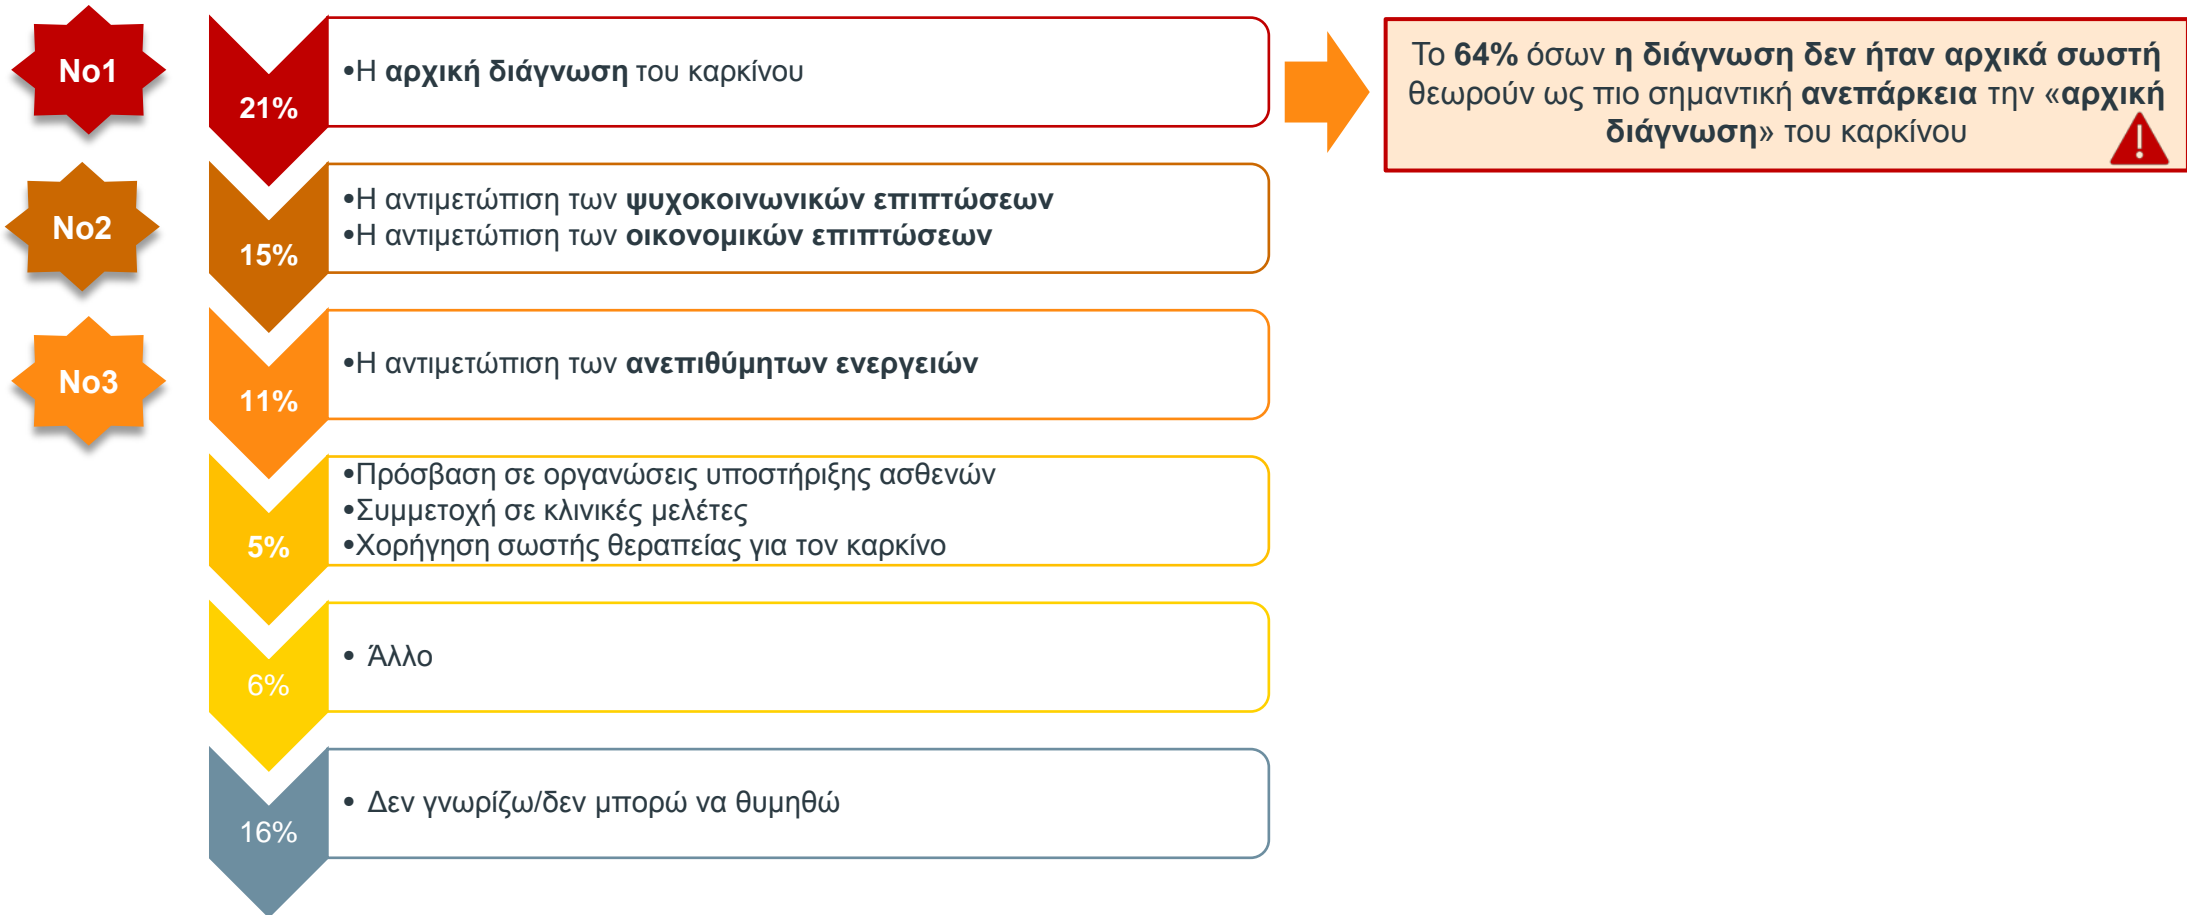 No1
21%
•Η αρχική διάγνωση του καρκίνου
Το 64% όσων η διάγνωση δεν ήταν αρχικά σωστή
θεωρούν ως πιο σημαντική ανεπάρκεια την «αρχική
διάγνωση» του καρκίνου
No2
15%
•Η αντιμετώπιση των ψυχοκοινωνικών επιπτώσεων
•Η αντιμετώπιση των οικονομικών επιπτώσεων
No3
11%
•Η αντιμετώπιση των ανεπιθύμητων ενεργειών
5%
•Πρόσβαση σε οργανώσεις υποστήριξης ασθενών
•Συμμετοχή σε κλινικές μελέτες
•Χορήγηση σωστής θεραπείας για τον καρκίνο
6%
• Άλλο
16%
• Δεν γνωρίζω/δεν μπορώ να θυμηθώ